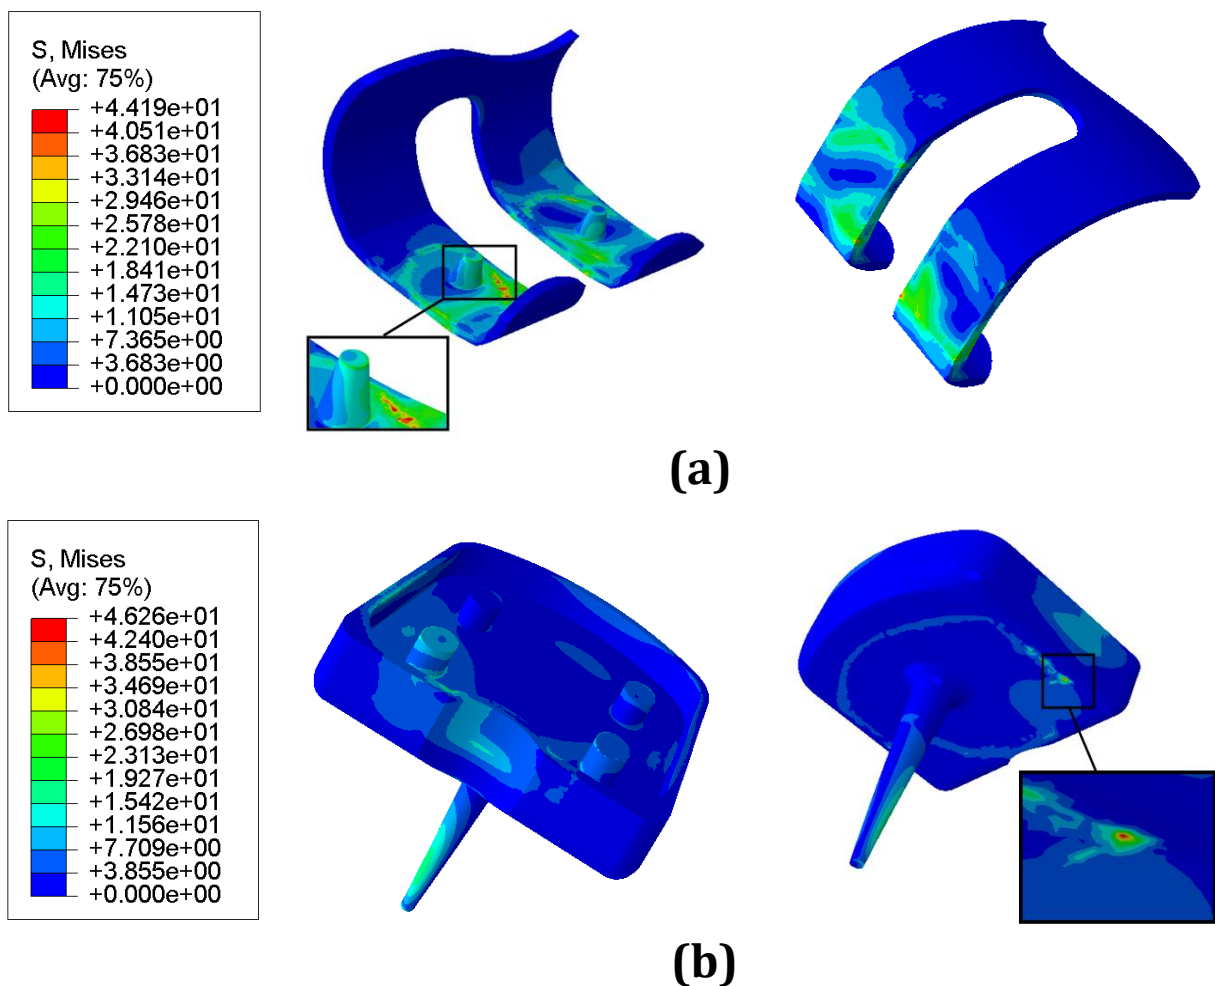 S, Mises
(Avg: 75%)
+4.419e+01
+4.051e+01
+3.683e+01
+3.314e+01
+2.946e+01
+2.578e+01
+2.210e+01
+1.841e+01
+1.473e+01
+1.105e+01
+7.365e+00
+3.683e+00
+0.000e+00
(a)
S, Mises
(Avg: 75%)
+4.626e+01
+4.240e+01
+3.855e+01
+3.469e+01
+3.084e+01
+2.698e+01
+2.313e+01
+1.927e+01
+1.542e+01
+1.156e+01
+7.709e+00
+3.855e+00
+0.000e+00
(b)